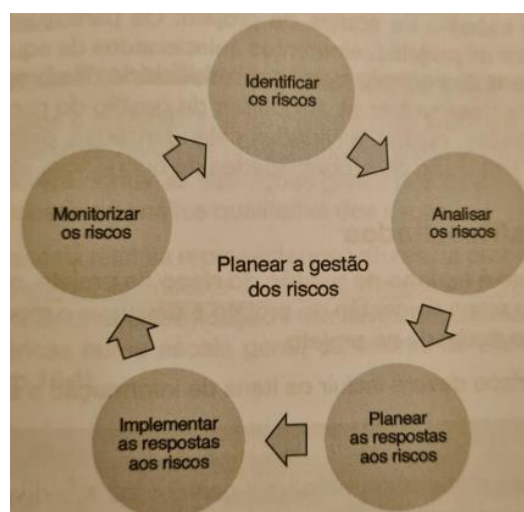 Identificar
os riscos
Analisar
os riscos
Planear
as respostas
aos riscos
Implementar
as respostas
aos riscos
Monitorizar
os riscos
Planear a gestão
dos riscos